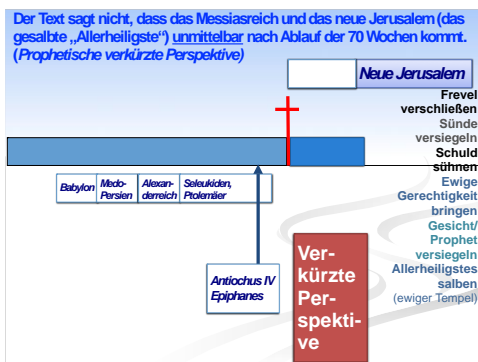 Der Text sagt nicht, dass das Messiasreich und das neue Jerusalem (das
gesalbte „Allerheiligste“) unmittelbar nach Ablauf der 70 Wochen kommt.
(Prophetische verkürzte Perspektive)
Neue Jerusalem
Frevel
verschließen
Sünde
versiegeln
Schuld
sühnen
Ewige
Gerechtigkeit
bringen
Gesicht/
Prophet
versiegeln
Allerheiligstes
salben
(ewiger Tempel)
Babylon
Medo-
Persien
Alexan-
derreich
Seleukiden,
Ptolemäer
Antiochus IV
Epiphanes
Ver-
kürzte
Per-
spekti-
ve